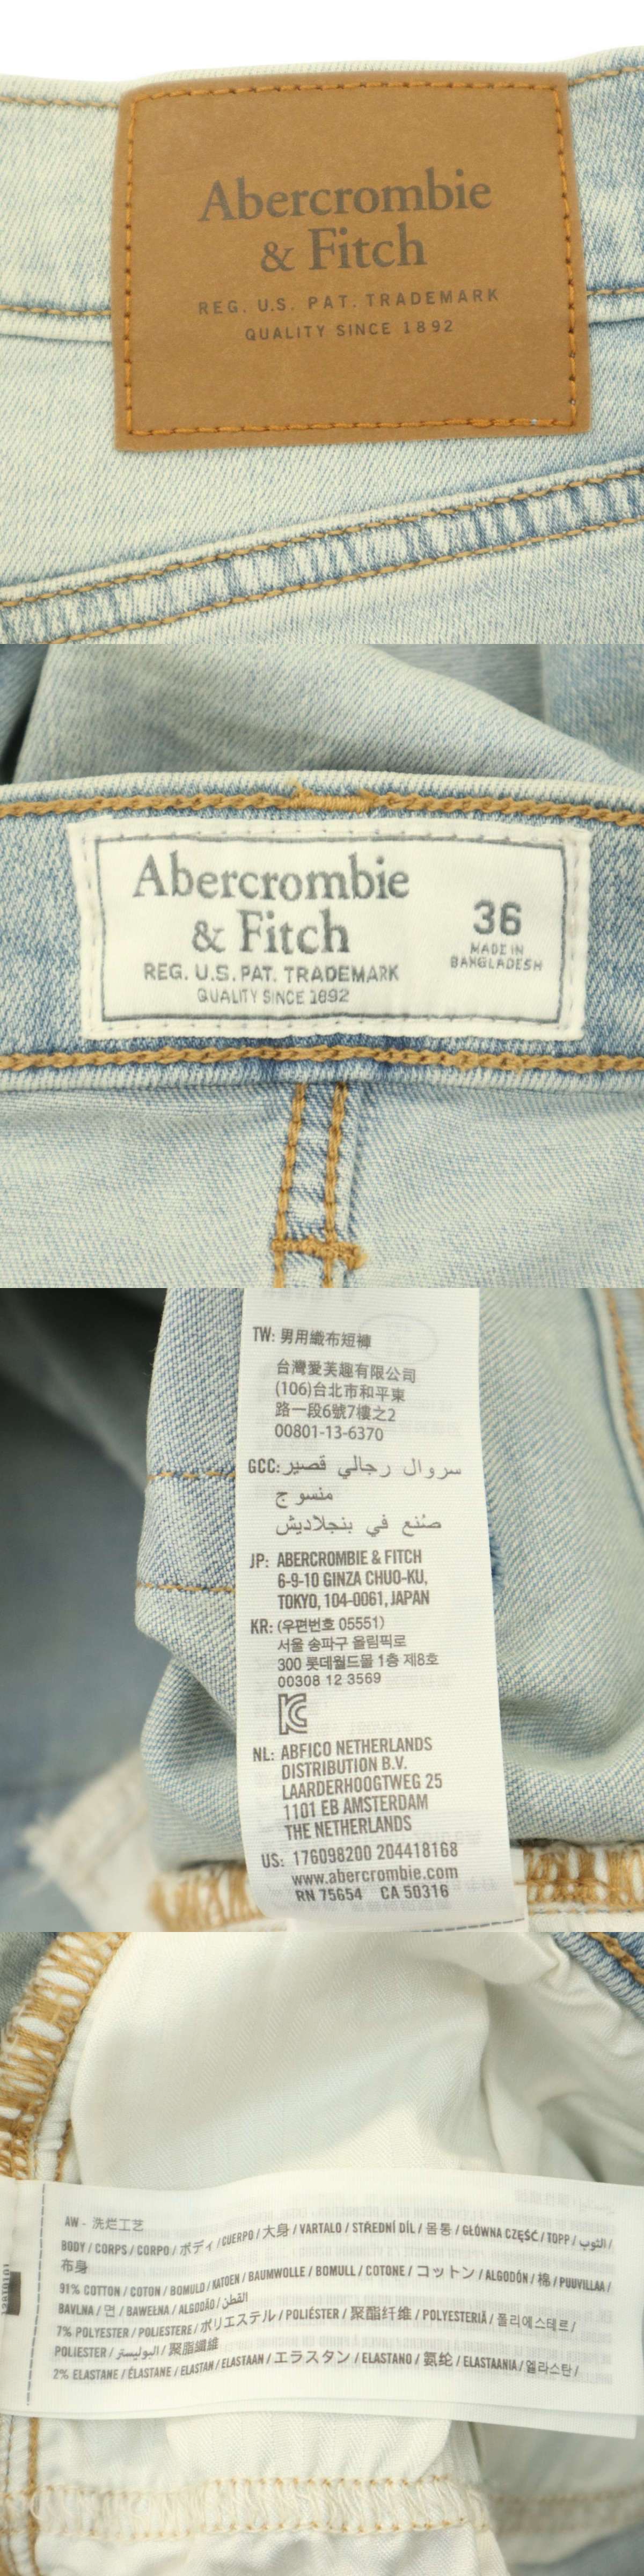 Abercrombie
& Fitch
REG. U.S. PAT. TRADEMARK
QUALITY SINCE 1892
Abercrombie
& Fitch
REG. U.S. PAT. TRADEMARK
QUALITY SINCE 1892
36
MADE IN
BANGLADESH
TW: 男用織布短褲
台灣愛芙趣有限公司
(106)台北市和平東
路一段6號7樓之2
00801-13-6370
GCC: سروال رجالي قصير
منسوج
صُنع في بنجلاديش
JP: ABERCROMBIE & FITCH
6-9-10 GINZA CHUO-KU,
TOKYO, 104-0061, JAPAN
KR: (우편번호 05551)
서울 송파구 올림픽로
300 롯데월드몰 1층 제8호
00308 12 3569
NL: ABFICO NETHERLANDS
DISTRIBUTION B.V.
LAARDERHOOGTWEG 25
1101 EB AMSTERDAM
THE NETHERLANDS
US: 176098200 204418168
www.abercrombie.com
RN 75654 CA 50316
AW - 洗烂工艺
BODY / CORPS / CORPO / ボディ / CUERPO / 大身 / VARTALO / STŘEDNÍ DÍL / 몸통 / GŁÓWNA CZĘŚĆ / TOPP / الثوب /
布身
91% COTTON / COTON / BOMULD / KATOEN / BAUMWOLLE / BOMULL / COTONE / コットン / ALGODÓN / 棉 / PUUVILLAA /
BAVLNA / 면 / BAWEŁNA / ALGODÃO / القطن
7% POLYESTER / POLIESTERE / ポリエステル / POLIÉSTER / 聚酯纤维 / POLYESTERIÄ / 폴리에스테르 /
POLIESTER / البوليستر / 聚脂纖維
2% ELASTANE / ÉLASTANE / ELASTAN / ELASTAAN / エラスタン / ELASTANO / 氨纶 / ELASTAANIA / 엘라스탄 /